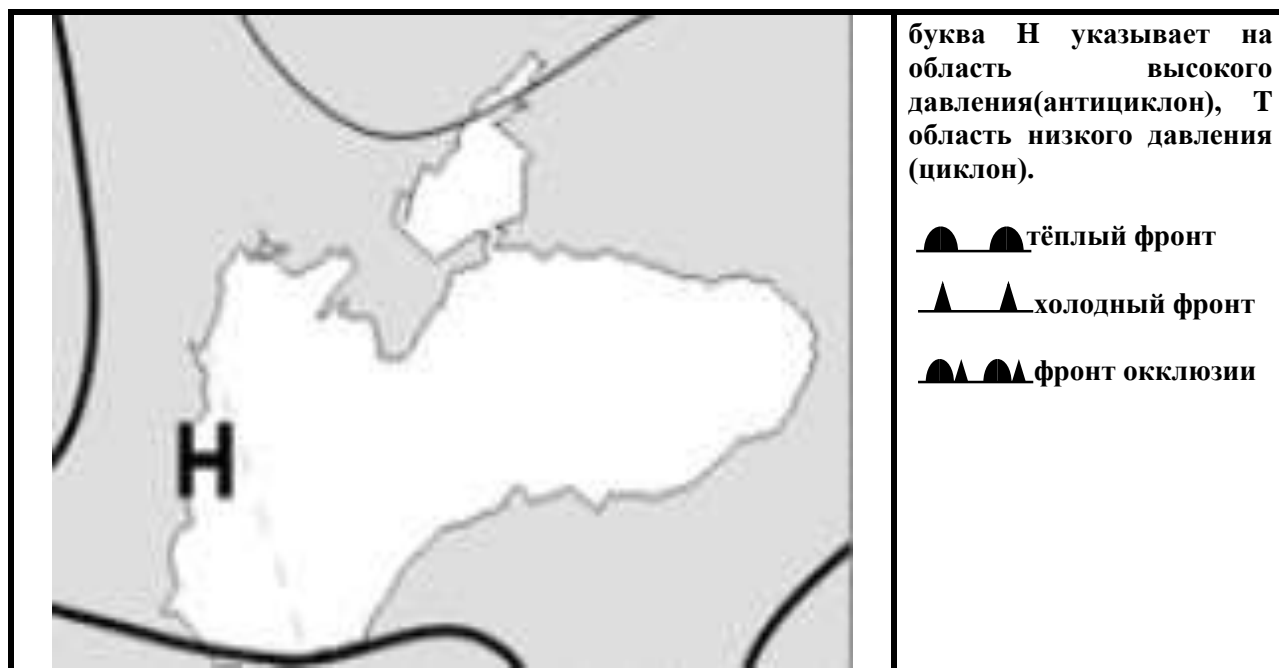 буква Н указывает на
область высокого
давления(антициклон), Т
область низкого давления
(циклон).
тёплый фронт
холодный фронт
фронт окклюзии
H